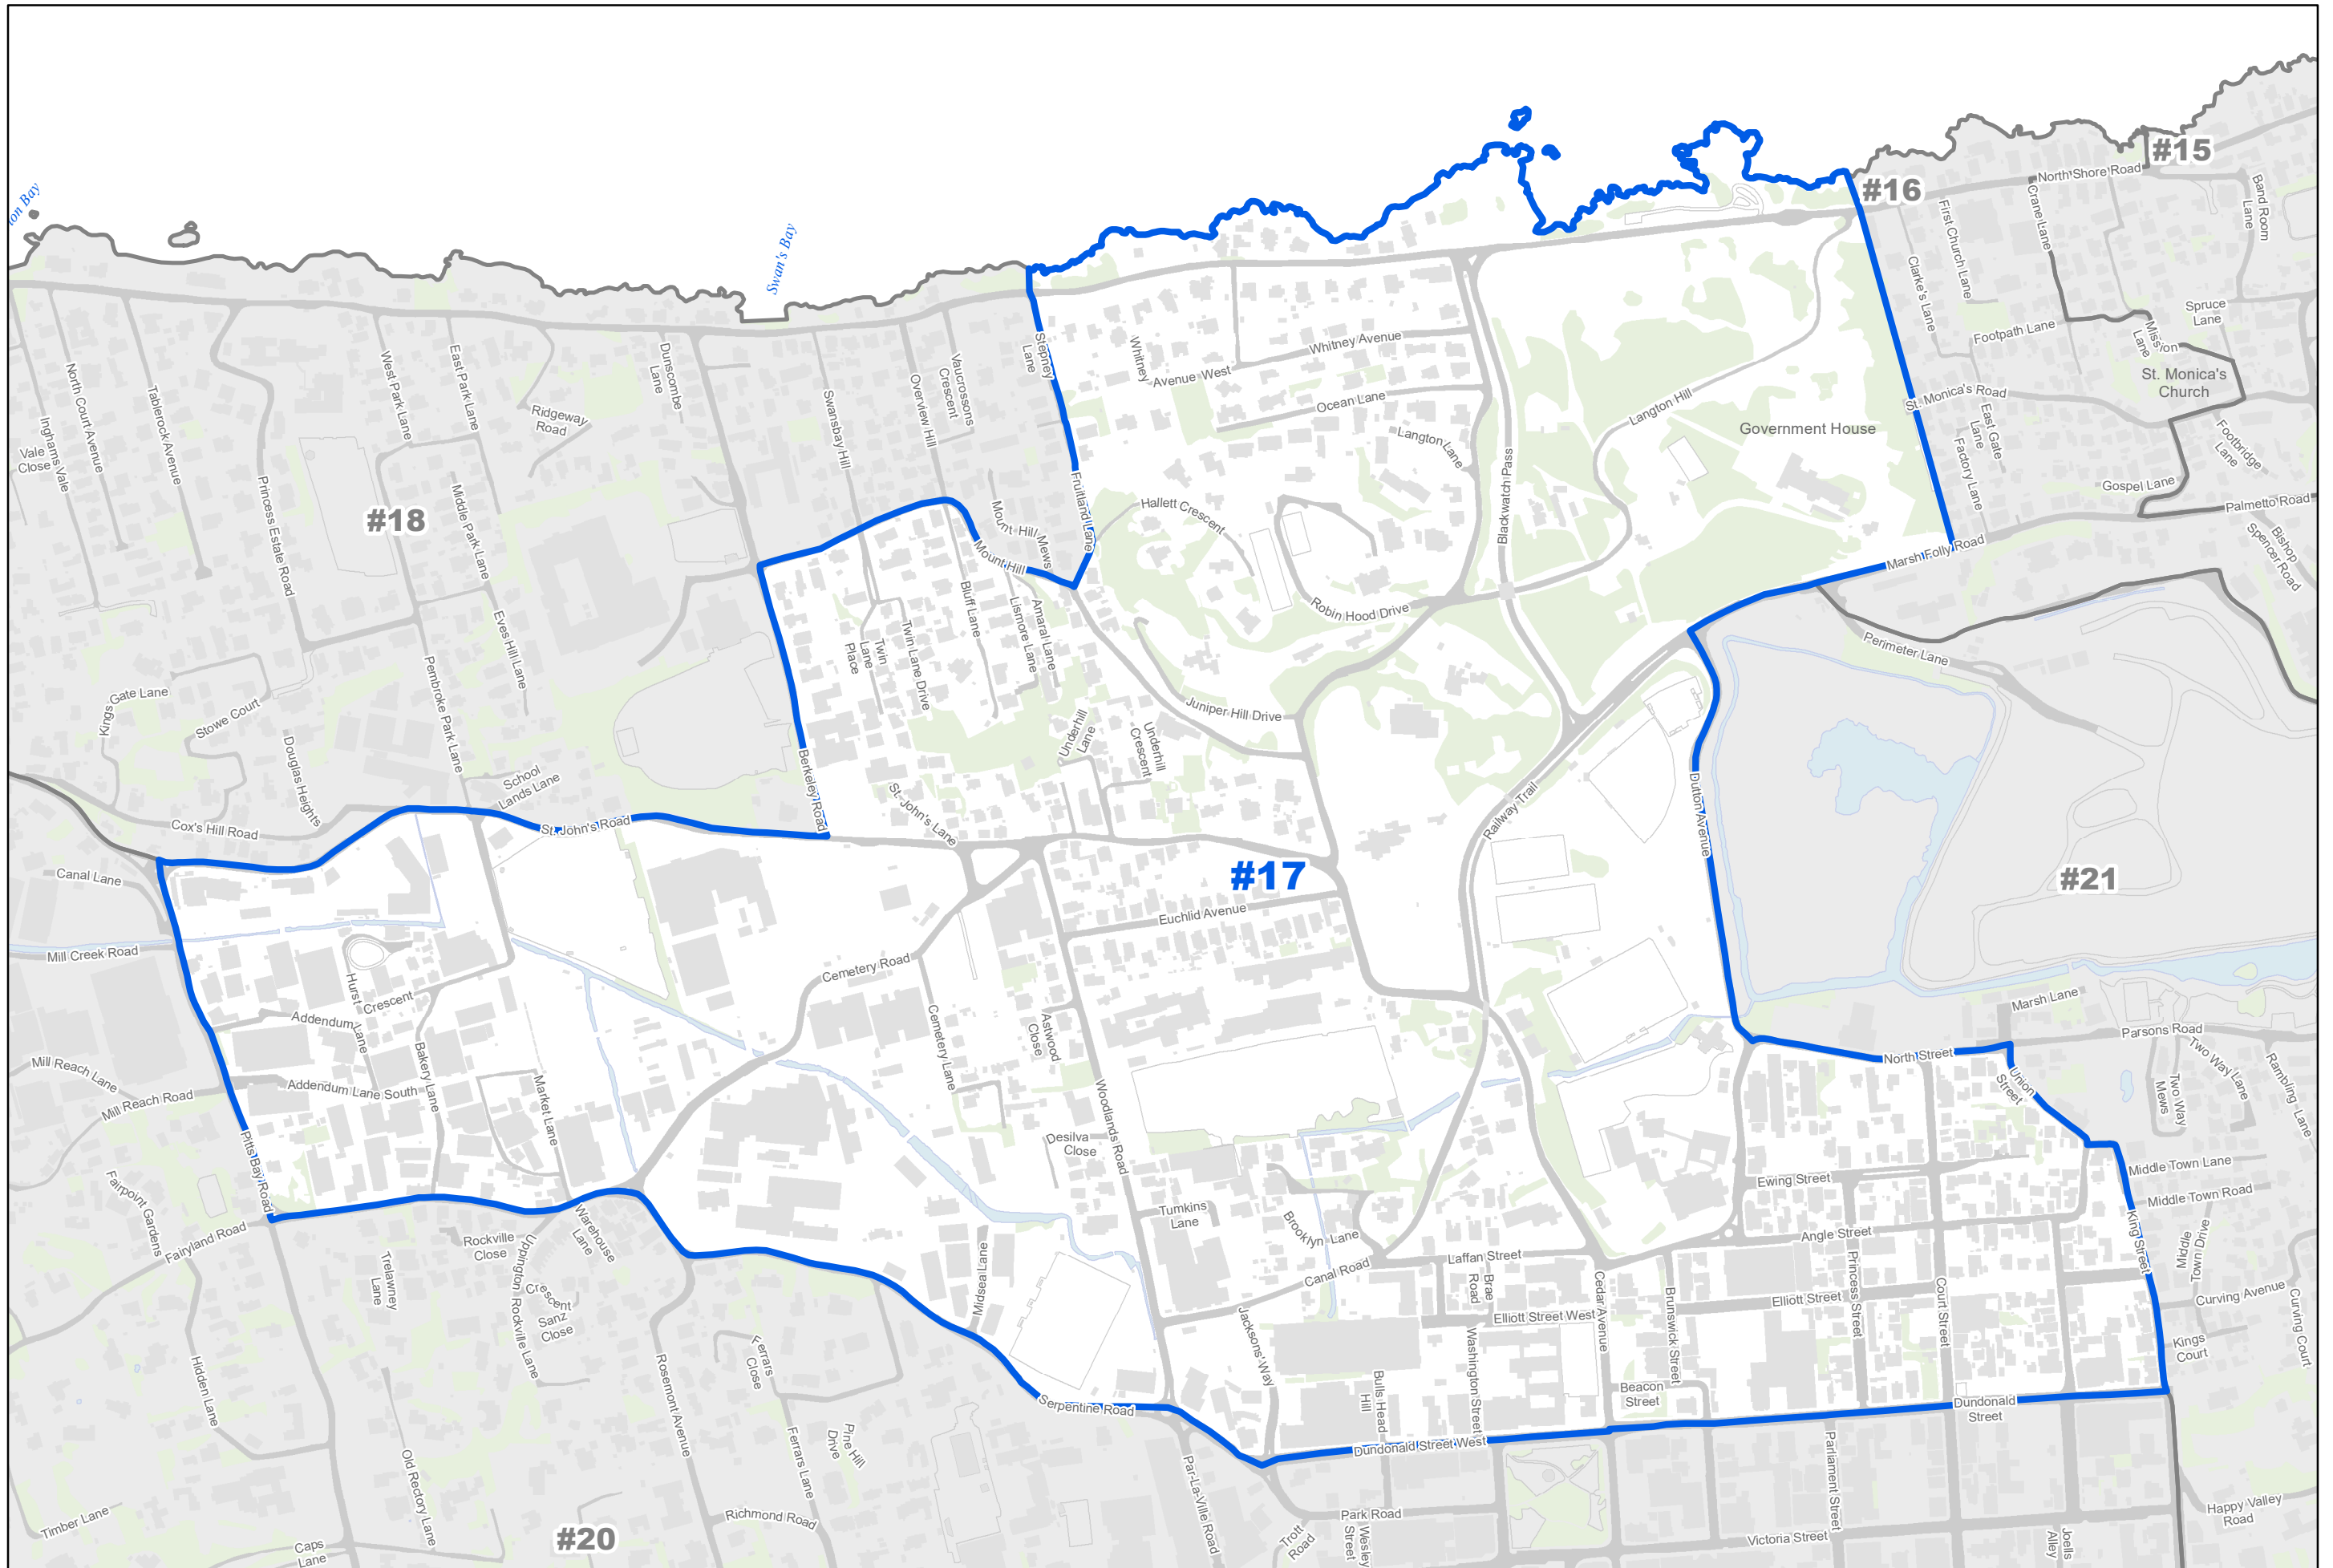 #15
North Shore Road
#16
Band Room
Lane
Crane Lane
First Church Lane
Clarke's Lane
Spruce
Lane
Footpath Lane
Mission
Lane
St. Monica's
Church
St. Monica's Road
East Gate
Lane
Factory Lane
Footbridge
Lane
Gospel Lane
Palmetto Road
Bishop
Spencer Road
Marsh Folly Road
Perimeter Lane
Swan's Bay
Stepney
Lane
Whitney
Avenue West
Whitney Avenue
Ocean Lane
Langton Lane
Langton Hill
Government House
Blackwatch Pass
Hallett Crescent
Robin Hood Drive
Juniper Hill Drive
Fruitland Lane
Duniscombe
Lane
Vaucrossons
Crescent
Overview Hill
Swansbay Hill
Mount Hill Mews
Mount Hill
Bluff Lane
Amaral Lane
Lismore Lane
Twin Lane Drive
Twin
Lane
Place
Underhill
Lane
Underhill
Crescent
St. John's Lane
Berkeley Road
Inghams Vale
Vale
Close
North Court Avenue
Tablerock Avenue
West Park Lane
East Park Lane
Ridgeway
Road
#18
Princess Estate Road
Middle Park Lane
Eves Hill Lane
Pembroke Park Lane
Kings Gate Lane
Stowe Court
Douglas Heights
School
Lands Lane
Cox's Hill Road
St. John's Road
Canal Lane
Mill Creek Road
Mill Reach Lane
Mill Reach Road
Hurst
Crescent
Addendum Lane
Addendum Lane South
Bakery Lane
Market Lane
Pitts Bay Road
Fairpoint Gardens
Fairyland Road
Rockville
Close
Uppington
Crescent
Sanz
Close
Rockville Lane
Warehouse
Lane
Trelawney
Lane
Hidden Lane
Old Rectory Lane
Timber Lane
Caps
Lane
#20
Rosemont Avenue
Ferrars
Close
Ferrars Lane
Pine Hill
Drive
Richmond Road
#17
Euchlid Avenue
Cemetery Road
Cemetery Lane
Astwood
Close
Woodlands Road
Desilva
Close
Tumkins
Lane
Midsea Lane
Serpentine Road
Par-La-Ville Road
Railway Trail
Dutton Avenue
#21
Marsh Lane
Parsons Road
North Street
Union
Street
Two Way Lane
Two Way
Mews
Rambling Lane
Middle Town Lane
Middle Town Road
Middle
Town Drive
King Street
Curving Avenue
Curving Court
Kings
Court
Ewing Street
Angle Street
Princess Street
Court Street
Elliott Street
Brunswick Street
Cedar Avenue
Laffan Street
Brae
Road
Elliott Street West
Washington Street
Brooklyn Lane
Canal Road
Jacksons' Way
Bulls Head
Hill
Beacon
Street
Dundonald
Street
Dundonald Street West
Park Road
Trott
Road
Wesley
Street
Parliament Street
Victoria Street
Joells
Alley
Happy Valley
Road